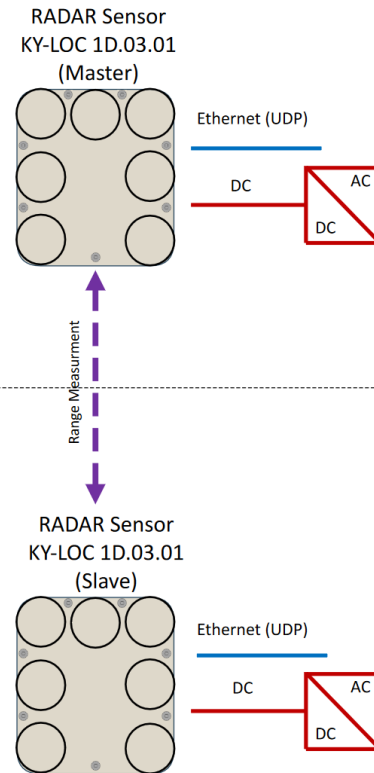 RADAR Sensor
KY-LOC 1D.03.01
(Master)
Ethernet (UDP)
DC
AC
DC
Range Measurment
RADAR Sensor
KY-LOC 1D.03.01
(Slave)
Ethernet (UDP)
DC
AC
DC